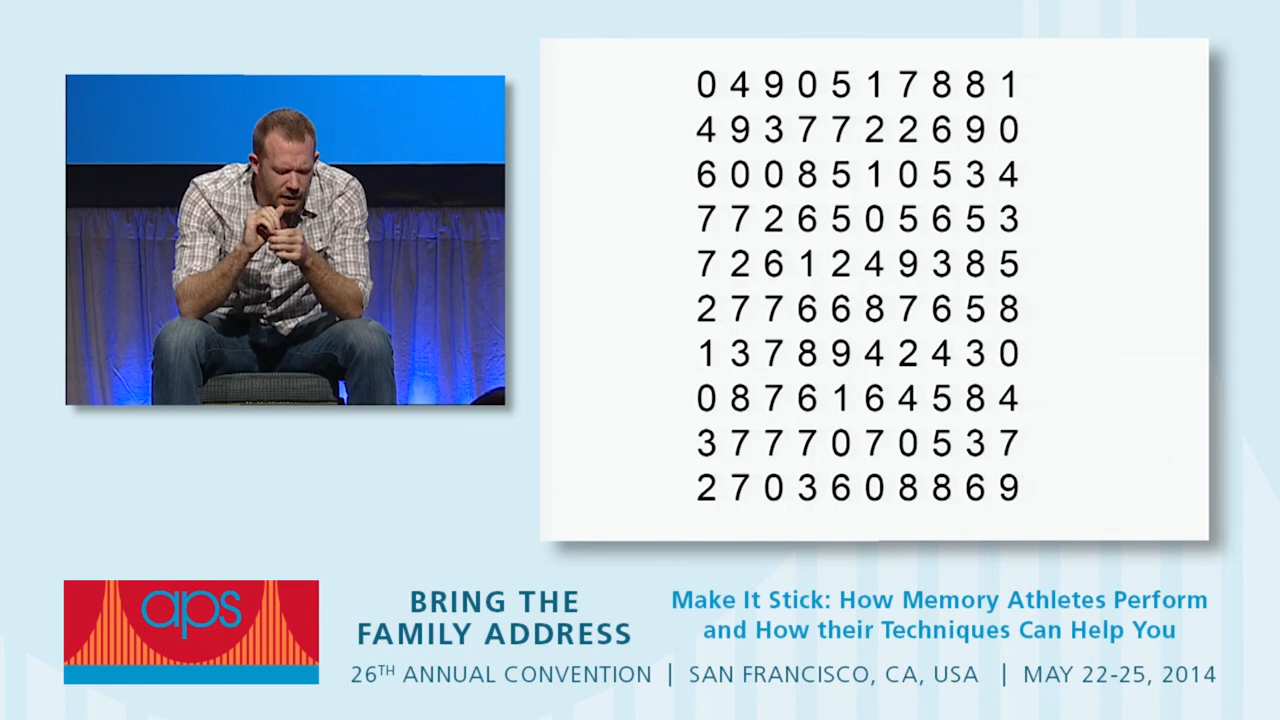 0 4 9 0 5 1 7 8 8 1
4 9 3 7 7 2 2 6 9 0
6 0 0 8 5 1 0 5 3 4
7 7 2 6 5 0 5 6 5 3
7 2 6 1 2 4 9 3 8 5
2 7 7 6 6 8 7 6 5 8
1 3 7 8 9 4 2 4 3 0
0 8 7 6 1 6 4 5 8 4
3 7 7 7 0 7 0 5 3 7
2 7 0 3 6 0 8 8 6 9
aps
BRING THE
FAMILY ADDRESS
Make It Stick: How Memory Athletes Perform
and How their Techniques Can Help You
26TH ANNUAL CONVENTION | SAN FRANCISCO, CA, USA | MAY 22-25, 2014